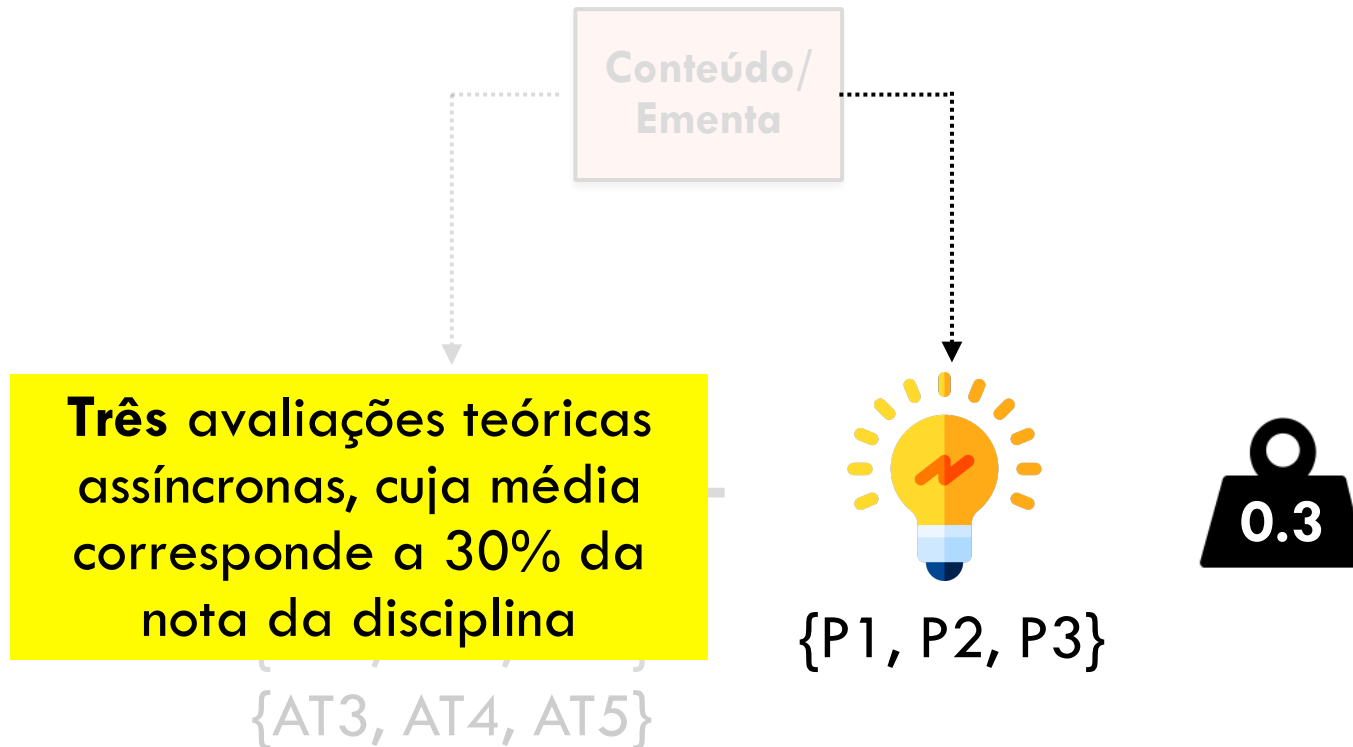 Conteúdo/
Ementa
Três avaliações teóricas
assíncronas, cuja média
corresponde a 30% da
nota da disciplina
{P1, P2, P3}
0.3
{AT3, AT4, AT5}